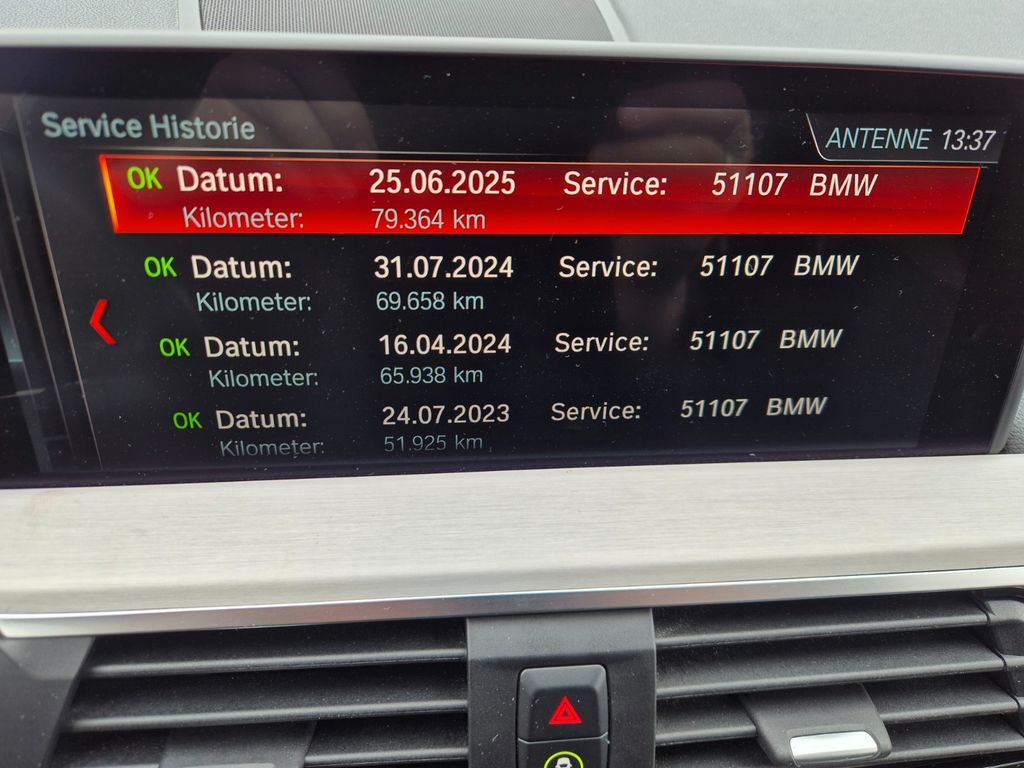 Service Historie
ANTENNE 13:37
OK Datum: 25.06.2025 Service: 51107 BMW
Kilometer: 79.364 km
OK Datum: 31.07.2024 Service: 51107 BMW
Kilometer: 69.658 km
OK Datum: 16.04.2024 Service: 51107 BMW
Kilometer: 65.938 km
OK Datum: 24.07.2023 Service: 51107 BMW
Kilometer: 51.925 km